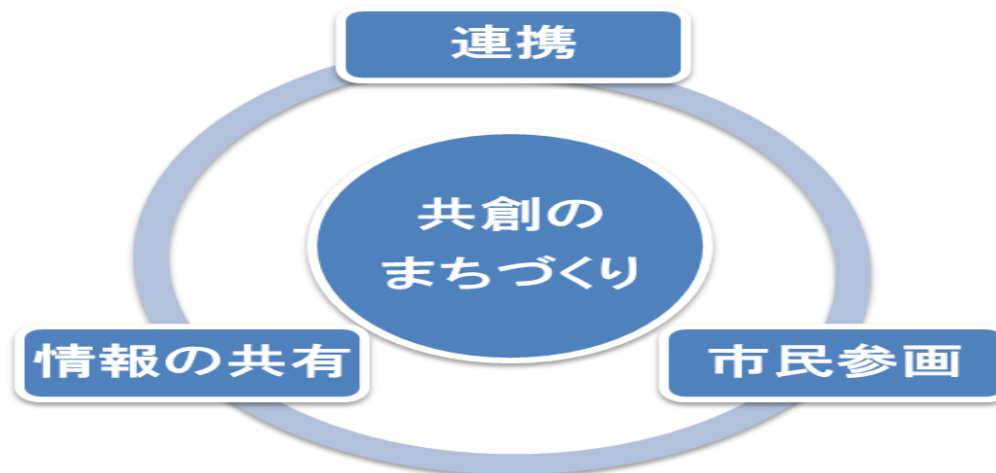 連携
共創の
まちづくり
情報の共有
市民参画